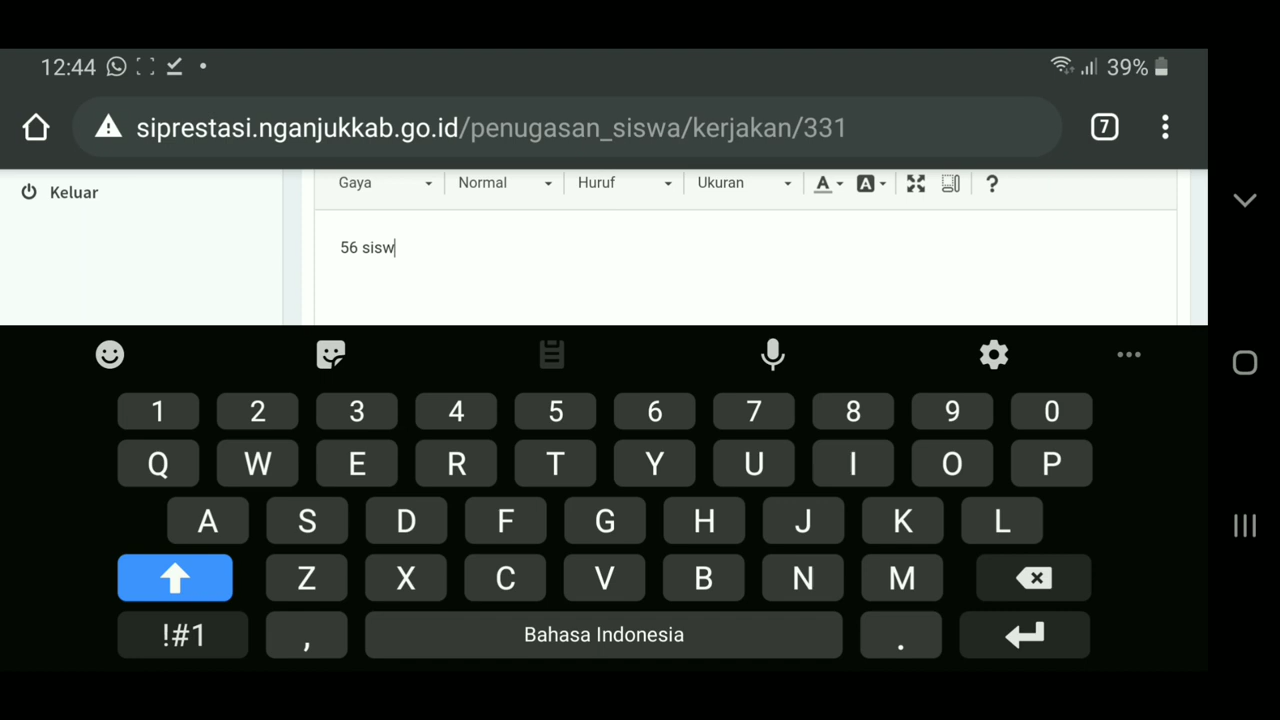 12:44 39%
siprestasi.nganjukkab.go.id/penugasan_siswa/kerjakan/331 7
Keluar
Gaya Normal Huruf Ukuran A A ?
56 sisw
1 2 3 4 5 6 7 8 9 0
Q W E R T Y U I O P
A S D F G H J K L
Z X C V B N M
!#1 , Bahasa Indonesia .